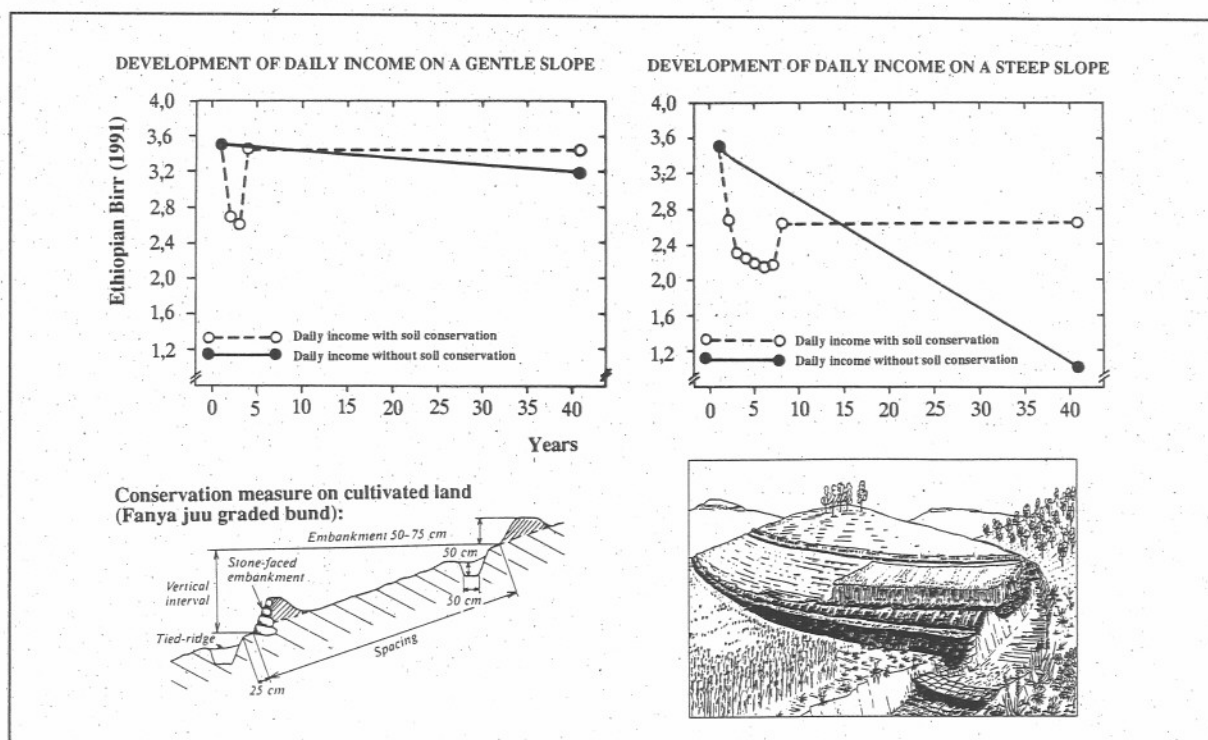 DEVELOPMENT OF DAILY INCOME ON A GENTLE SLOPE
4,0
3,6
3,2
2,8
2,4
2,0
1,6
1,2
Ethiopian Birr (1991)
Daily income with soil conservation
Daily income without soil conservation
0 5 10 15 20 25 30 35 40
Years
DEVELOPMENT OF DAILY INCOME ON A STEEP SLOPE
4,0
3,6
3,2
2,8
2,4
2,0
1,6
1,2
Daily income with soil conservation
Daily income without soil conservation
0 5 10 15 20 25 30 35 40
Conservation measure on cultivated land
(Fanya juu graded bund):
Embankment 50–75 cm
Stone-faced
embankment
50 cm
Vertical
interval
50 cm
Tied-ridge
Spacing
25 cm